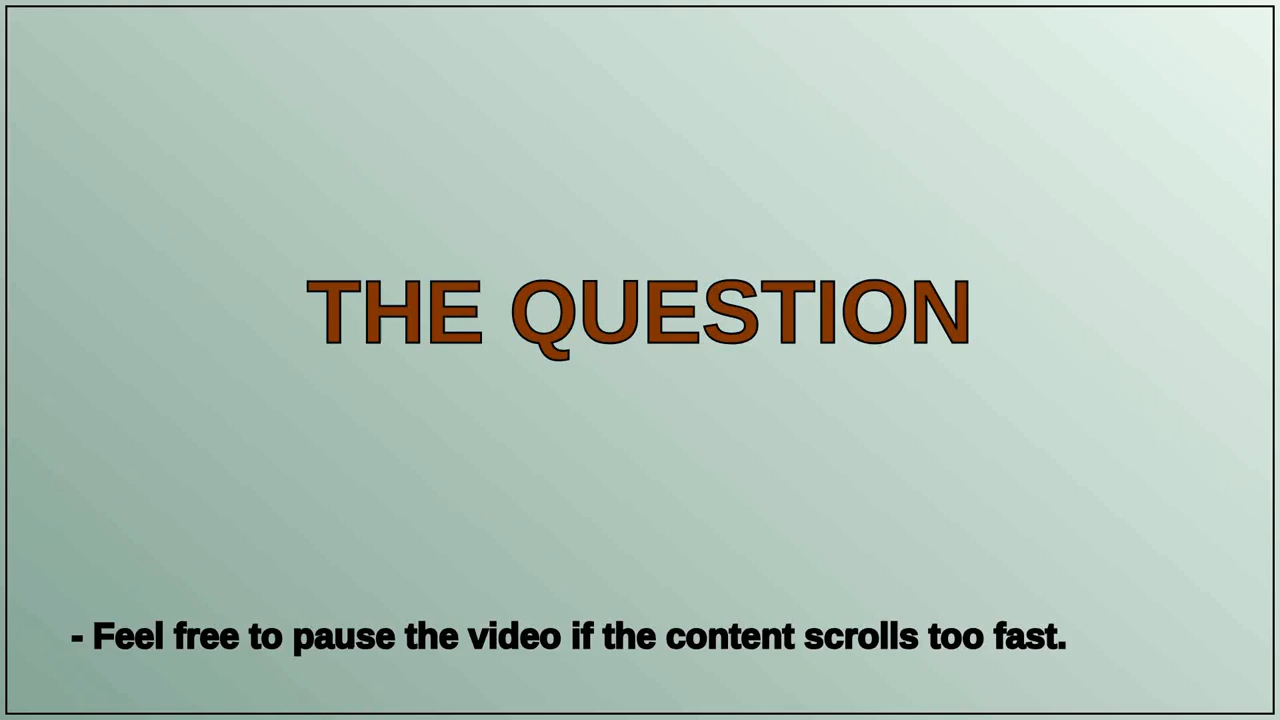 THE QUESTION
- Feel free to pause the video if the content scrolls too fast.